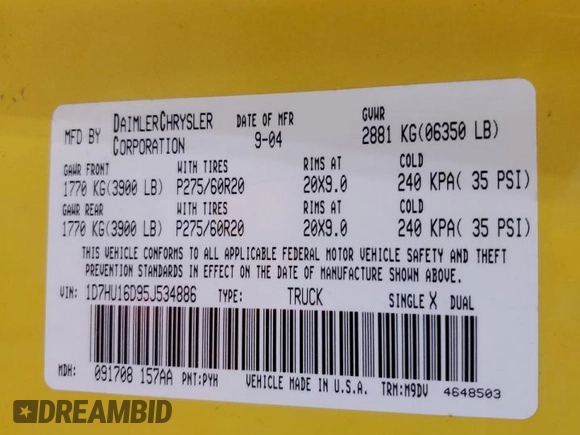 MFD BY DAIMLERCHRYSLER CORPORATION DATE OF MFR 9-04 GVWR 2881 KG(06350 LB)
GAWR FRONT WITH TIRES RIMS AT COLD
1770 KG(3900 LB) P275/60R20 20X9.0 240 KPA( 35 PSI)
GAWR REAR WITH TIRES RIMS AT COLD
1770 KG(3900 LB) P275/60R20 20X9.0 240 KPA( 35 PSI)
THIS VEHICLE CONFORMS TO ALL APPLICABLE FEDERAL MOTOR VEHICLE SAFETY AND THEFT
PREVENTION STANDARDS IN EFFECT ON THE DATE OF MANUFACTURE SHOWN ABOVE.
VIN: 1D7HU16D95J534886 TYPE: TRUCK SINGLE X DUAL
MDH: 091708 157AA PNT:PYH VEHICLE MADE IN U.S.A. TRM:M9DV 4648503
DREAMBID